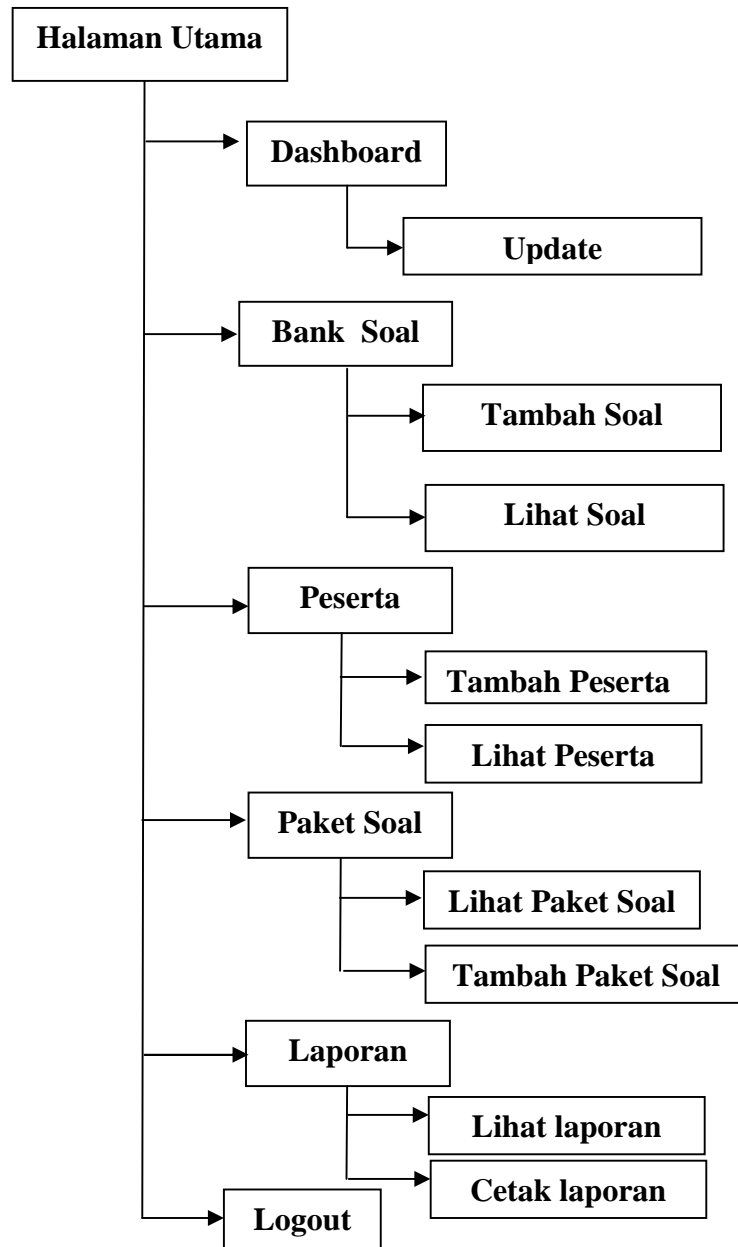 Halaman Utama
Dashboard
Update
Bank Soal
Tambah Soal
Lihat Soal
Peserta
Tambah Peserta
Lihat Peserta
Paket Soal
Lihat Paket Soal
Tambah Paket Soal
Laporan
Lihat laporan
Cetak laporan
Logout